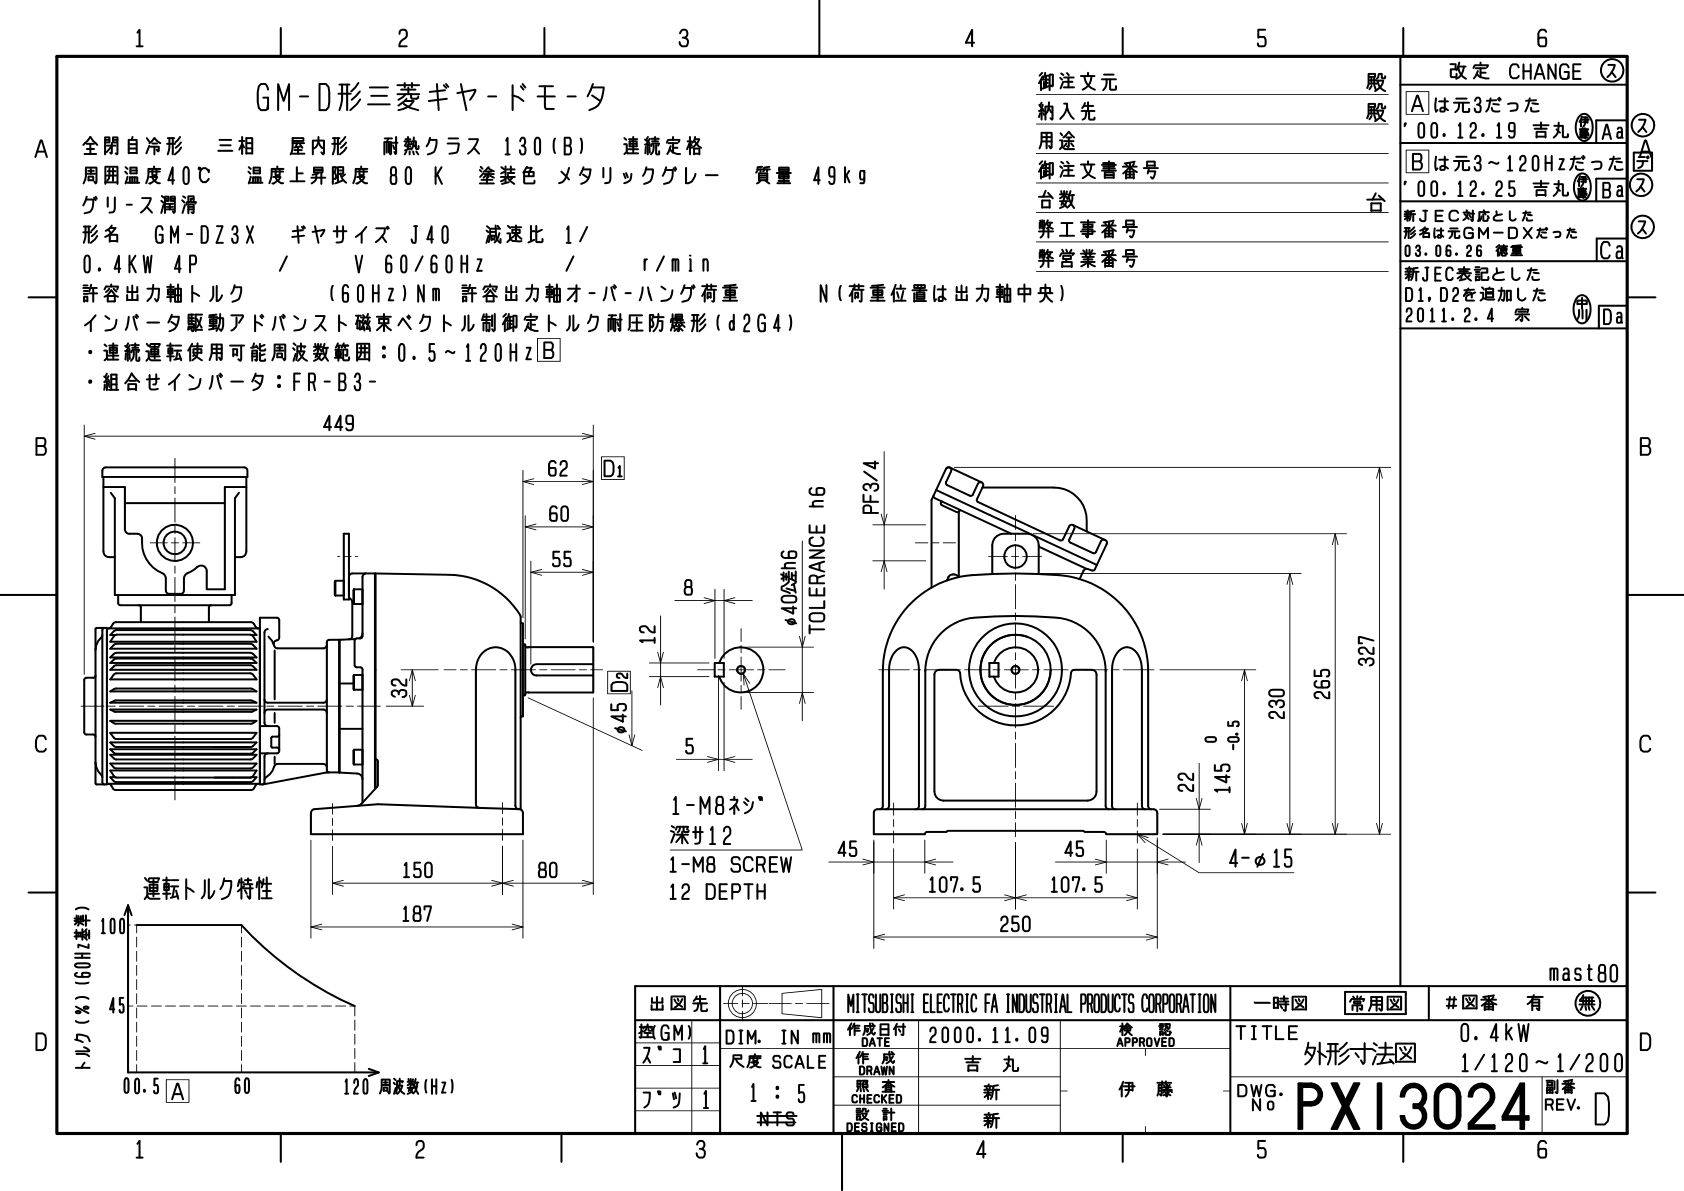 1 2 3 4 5 6
GM-D形三菱ギヤ-ドモ-タ
全閉自冷形 三相 屋内形 耐熱クラス 130(B) 連続定格
周囲温度40℃ 温度上昇限度 80 K 塗装色 メタリックグレー 質量 49kg
グリ-ス潤滑
形名 GM-DZ3X ギヤサイズ J40 減速比 1/
0.4KW 4P / V 60/60Hz / r/min
許容出力軸トルク (60Hz)Nm 許容出力軸オ-バ-ハング荷重 N(荷重位置は出力軸中央)
インバ-タ駆動アドバンスト磁束ベクトル制御定トルク耐圧防爆形(d2G4)
・連続運転使用可能周波数範囲:0.5~120Hz B
・組合せインバ-タ:FR-B3-
御注文元 殿
納入先 殿
用途
御注文書番号
台数 台
弊工事番号
弊営業番号
改定 CHANGE ス
A は元3だった
'00.12.19 吉丸 伊藤 Aa ス
B は元3~120Hzだった
'00.12.25 吉丸 伊藤 Ba ス
新JEC対応とした
形名は元GM-DXだった ス
03.06.26 徳重 Ca
新JEC表記とした
D1,D2を追加した
2011.2.4 宗 中川 Da
A
A
B
B
C
C
D
D
449
62 D1
60
55
32
φ45 D2
150
80
187
8
12
5
φ40公差h6
TOLERANCE h6
1-M8ネジ
深サ12
1-M8 SCREW
12 DEPTH
PF3/4
327
265
230
145 0 -0.5
22
45
45
4-φ15
107.5
107.5
250
運転トルク特性
トルク(%)(60Hz基準)
100
45
0 0.5 A 60 120 周波数(Hz)
mast80
出図先
控(GM)
ズコ 1
ブツ 1
DIM. IN mm
尺度 SCALE
1 : 5
NTS
MITSUBISHI ELECTRIC FA INDUSTRIAL PRODUCTS CORPORATION
作成日付 DATE 2000.11.09
作成 DRAWN 吉丸
照査 CHECKED 新
設計 DESIGNED 新
検認 APPROVED
伊藤
一時図 常用図
#図番 有 無
TITLE
外形寸法図
0.4kW
1/120~1/200
DWG. No PX13024
副番 REV. D
1 2 3 4 5 6